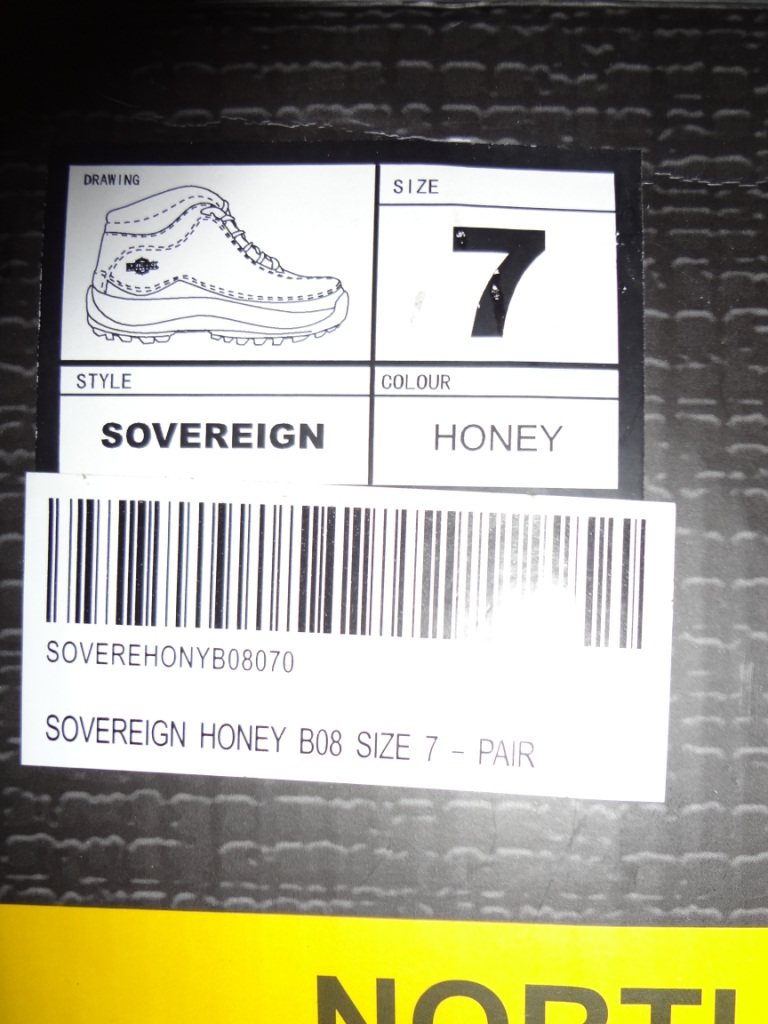 DRAWING
SIZE
7
STYLE
COLOUR
SOVEREIGN
HONEY
SOVEREHONYB08070
SOVEREIGN HONEY B08 SIZE 7 – PAIR